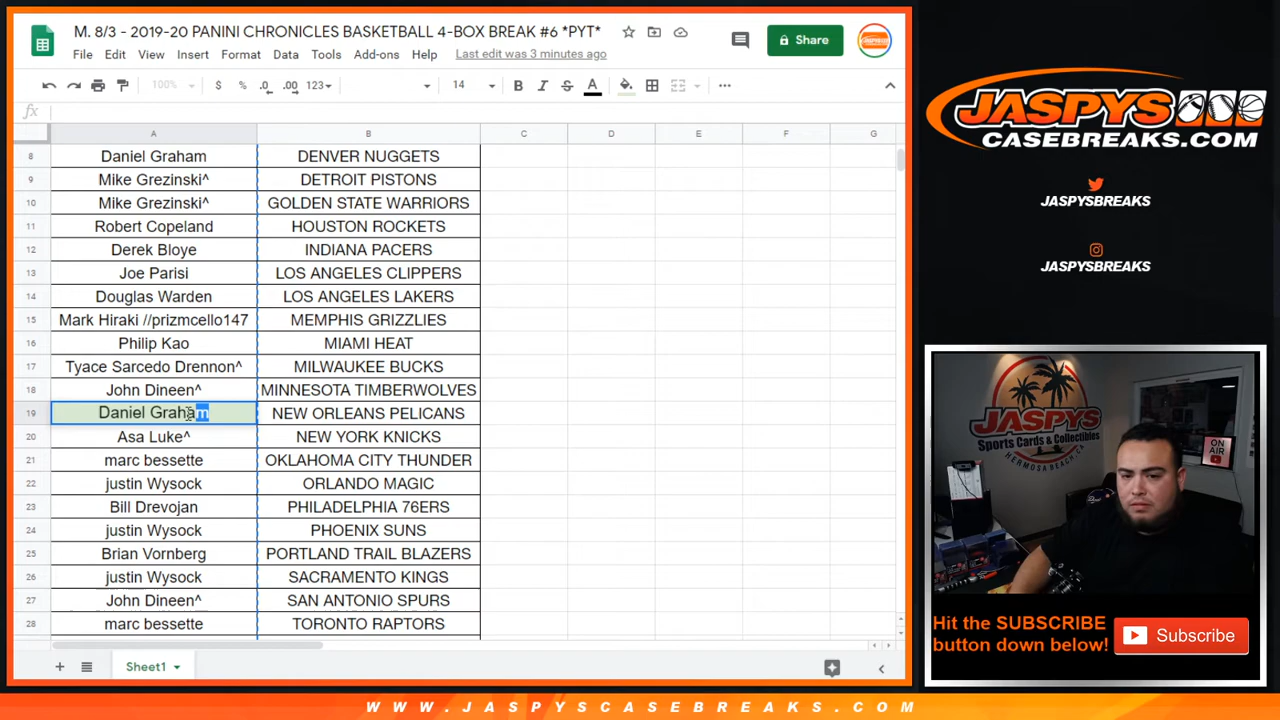 M. 8/3 - 2019-20 PANINI CHRONICLES BASKETBALL 4-BOX BREAK #6 *PYT*
File Edit View Insert Format Data Tools Add-ons Help Last edit was 3 minutes ago
Share
100% $ % .0 .00 123 14 B I S A
fx
A B C D E F G
8 Daniel Graham DENVER NUGGETS
9 Mike Grezinski^ DETROIT PISTONS
10 Mike Grezinski^ GOLDEN STATE WARRIORS
11 Robert Copeland HOUSTON ROCKETS
12 Derek Bloye INDIANA PACERS
13 Joe Parisi LOS ANGELES CLIPPERS
14 Douglas Warden LOS ANGELES LAKERS
15 Mark Hiraki //prizmcello147 MEMPHIS GRIZZLIES
16 Philip Kao MIAMI HEAT
17 Tyace Sarcedo Drennon^ MILWAUKEE BUCKS
18 John Dineen^ MINNESOTA TIMBERWOLVES
19 Daniel Graham NEW ORLEANS PELICANS
20 Asa Luke^ NEW YORK KNICKS
21 marc bessette OKLAHOMA CITY THUNDER
22 justin Wysock ORLANDO MAGIC
23 Bill Drevojan PHILADELPHIA 76ERS
24 justin Wysock PHOENIX SUNS
25 Brian Vornberg PORTLAND TRAIL BLAZERS
26 justin Wysock SACRAMENTO KINGS
27 John Dineen^ SAN ANTONIO SPURS
28 marc bessette TORONTO RAPTORS
Sheet1
JASPYS
CASEBREAKS.COM
JASPYSBREAKS
JASPYSBREAKS
JASPY'S
Sports Cards & Collectibles
HERMOSA BEACH, CA
ON AIR
Hit the SUBSCRIBE
button down below!
Subscribe
WWW.JASPYSCASEBREAKS.COM